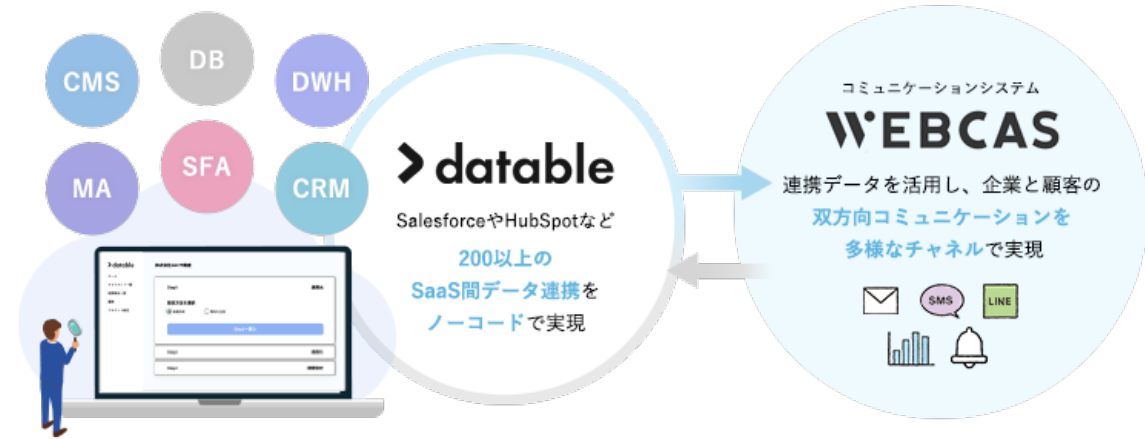 CMS
DB
DWH
MA
SFA
CRM
datable
SalesforceやHubSpotなど
200以上の
SaaS間データ連携を
ノーコードで実現
コミュニケーションシステム
WEBCAS
連携データを活用し、企業と顧客の
双方向コミュニケーションを
多様なチャネルで実現
SMS
LINE
datable
Step1